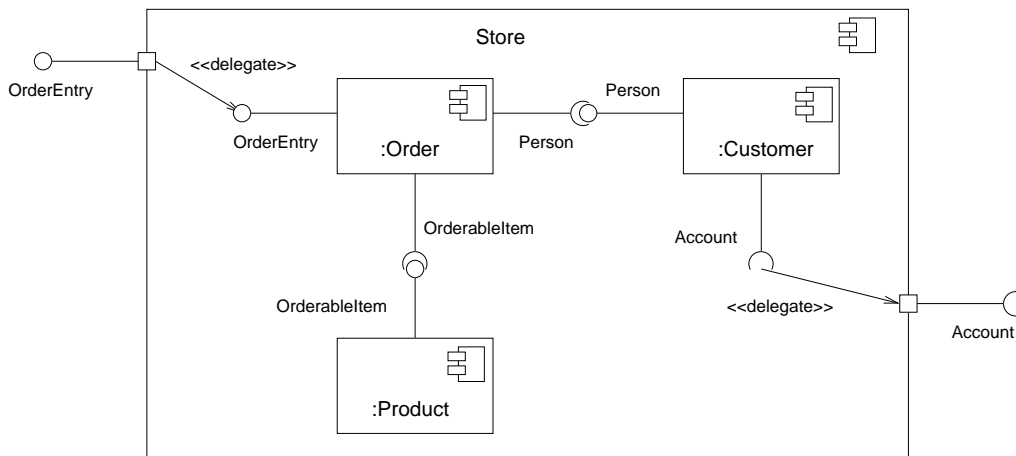 Store
<<delegate>>
OrderEntry
Person
OrderEntry
Person
:Order
:Customer
OrderableItem
Account
OrderableItem
<<delegate>>
Account
:Product